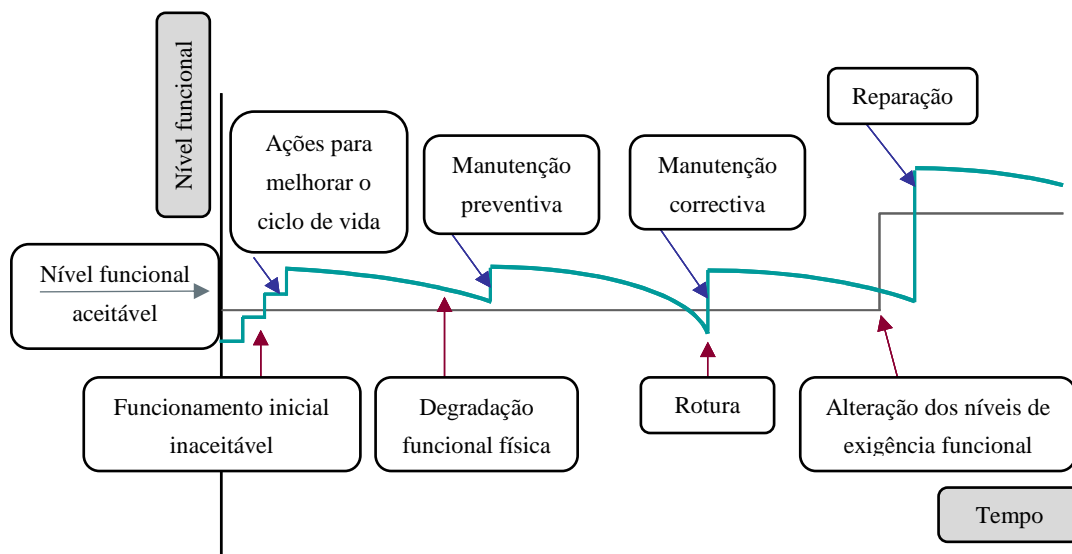 Nível funcional
Reparação
Ações para
melhorar o
ciclo de vida
Manutenção
preventiva
Manutenção
correctiva
Nível funcional
aceitável
Funcionamento inicial
inaceitável
Degradação
funcional física
Rotura
Alteração dos níveis de
exigência funcional
Tempo